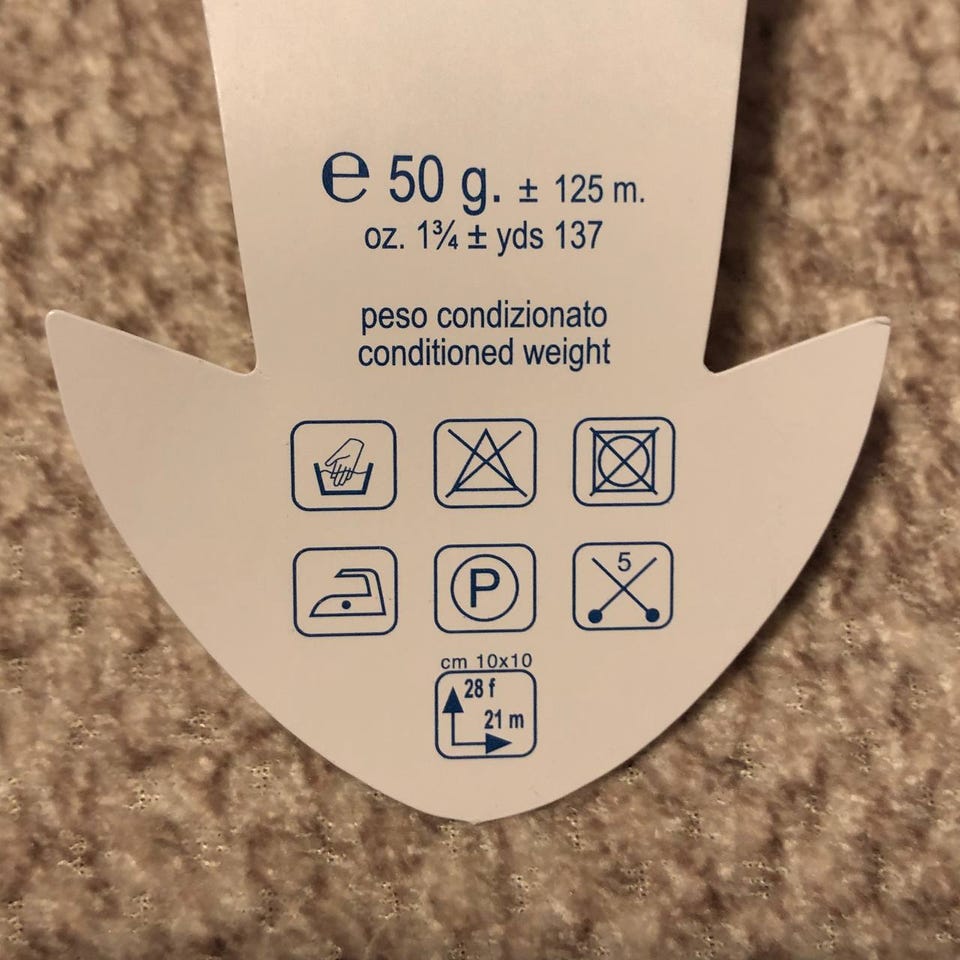 ℮ 50 g. ± 125 m.
oz. 1¾ ± yds 137
peso condizionato
conditioned weight
P
5
cm 10x10
28 f
21 m